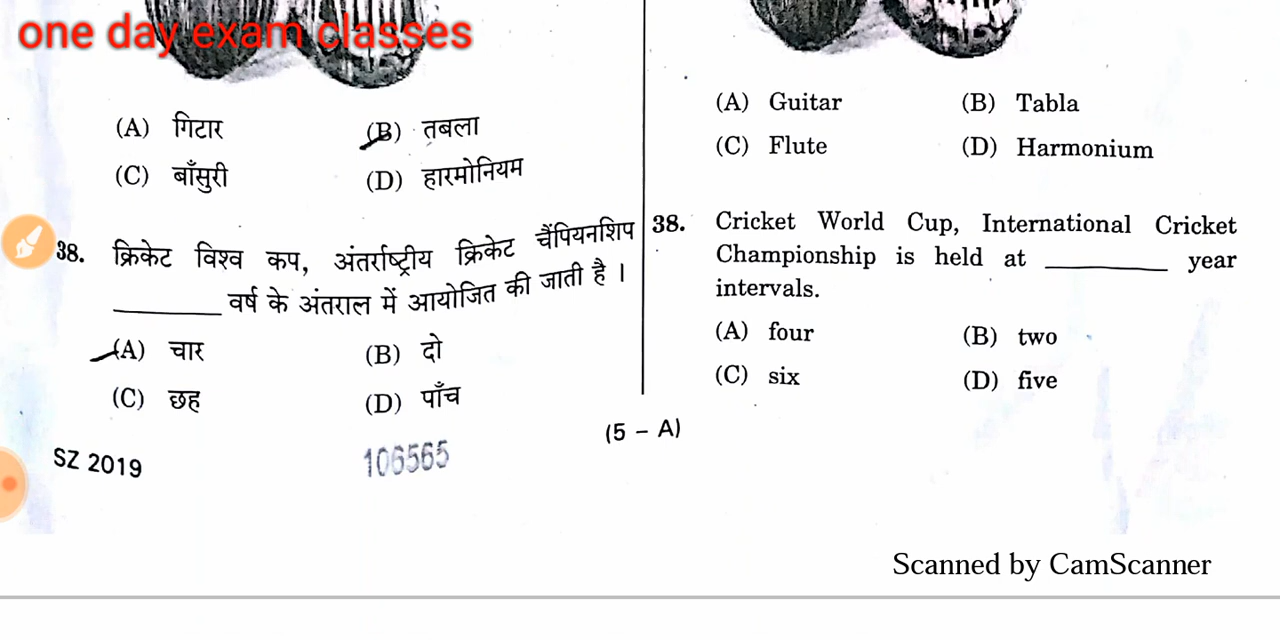 one day exam classes
(A) गिटार (B) तबला
(C) बाँसुरी (D) हारमोनियम
38. क्रिकेट विश्व कप, अंतर्राष्ट्रीय क्रिकेट चैंपियनशिप
________ वर्ष के अंतराल में आयोजित की जाती है ।
(A) चार (B) दो
(C) छह (D) पाँच
(A) Guitar (B) Tabla
(C) Flute (D) Harmonium
38. Cricket World Cup, International Cricket
Championship is held at ________ year
intervals.
(A) four (B) two
(C) six (D) five
(5 – A)
SZ 2019
106565
Scanned by CamScanner